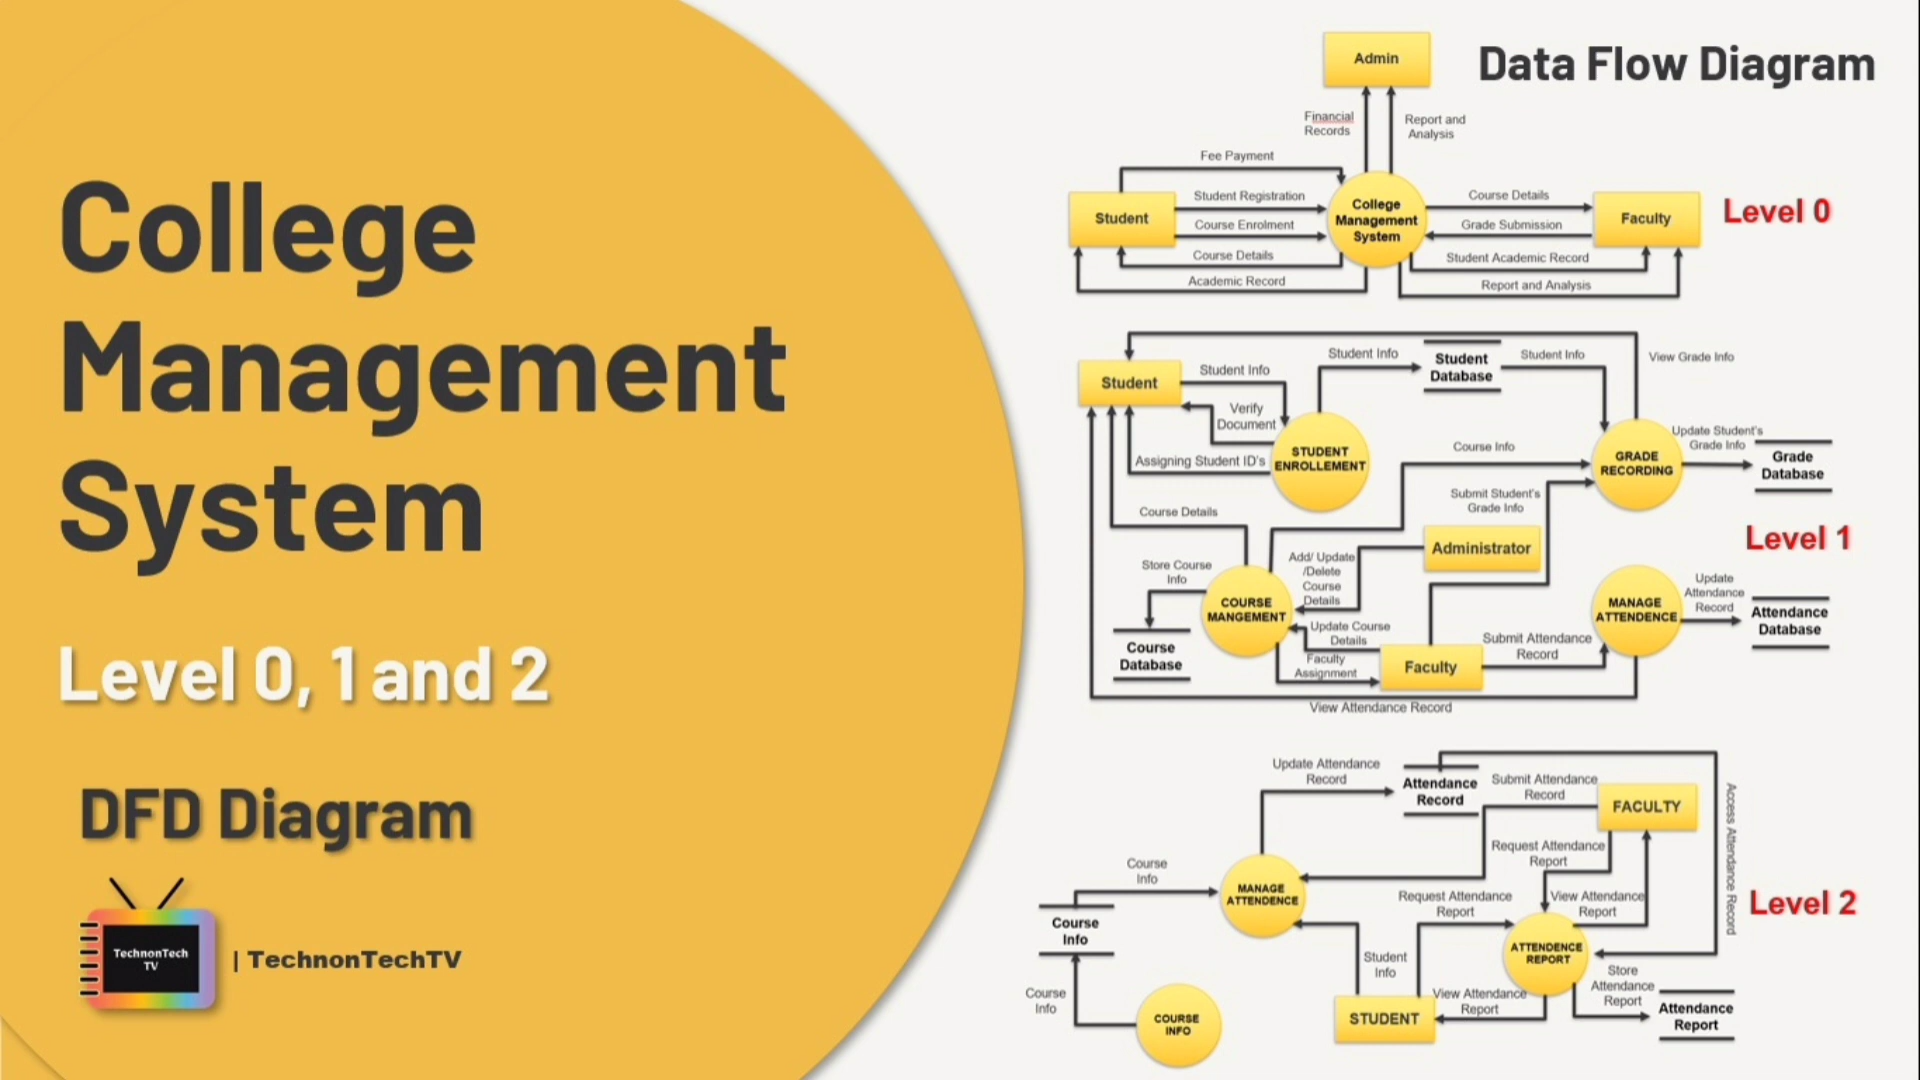 College
Management
System
Level 0, 1 and 2
DFD Diagram
TechnonTech
TV
| TechnonTechTV
Data Flow Diagram
Admin
Financial
Records
Report and
Analysis
Fee Payment
Student Registration
Course Enrolment
Course Details
Academic Record
Student
College
Management
System
Course Details
Grade Submission
Student Academic Record
Report and Analysis
Faculty
Level 0
Student
Student Info
Verify
Document
Assigning Student ID's
Student Info
Student
Database
Student Info
View Grade Info
STUDENT
ENROLLEMENT
Course Info
GRADE
RECORDING
Update Student's
Grade Info
Grade
Database
Submit Student's
Grade Info
Course Details
Administrator
Level 1
Store Course
Info
Add/ Update
/Delete
Course
Details
COURSE
MANGEMENT
Update Course
Details
Faculty
Assignment
Faculty
Submit Attendance
Record
MANAGE
ATTENDENCE
Update
Attendance
Record
Attendance
Database
Course
Database
View Attendance Record
Update Attendance
Record
Attendance
Record
Submit Attendance
Record
FACULTY
Access Attendance Record
Request Attendance
Report
Course
Info
MANAGE
ATTENDENCE
Request Attendance
Report
View Attendance
Report
Level 2
Course
Info
ATTENDENCE
REPORT
Student
Info
Store
Attendance
Report
Course
Info
View Attendance
Report
COURSE
INFO
STUDENT
Attendance
Report